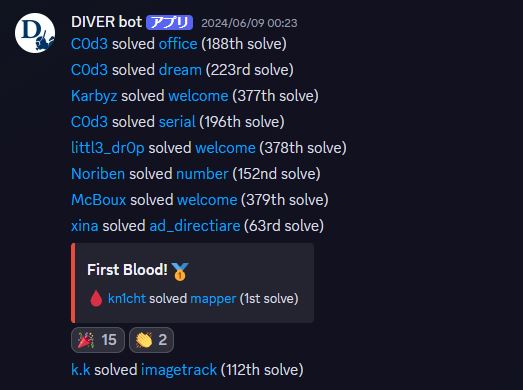 D
DIVER bot アプリ 2024/06/09 00:23
C0d3 solved office (188th solve)
C0d3 solved dream (223rd solve)
Karbyz solved welcome (377th solve)
C0d3 solved serial (196th solve)
littl3_dr0p solved welcome (378th solve)
Noriben solved number (152nd solve)
McBoux solved welcome (379th solve)
xina solved ad_directiare (63rd solve)
First Blood! 🥇
🩸 kn1cht solved mapper (1st solve)
🎉 15 👏 2
k.k solved imagetrack (112th solve)